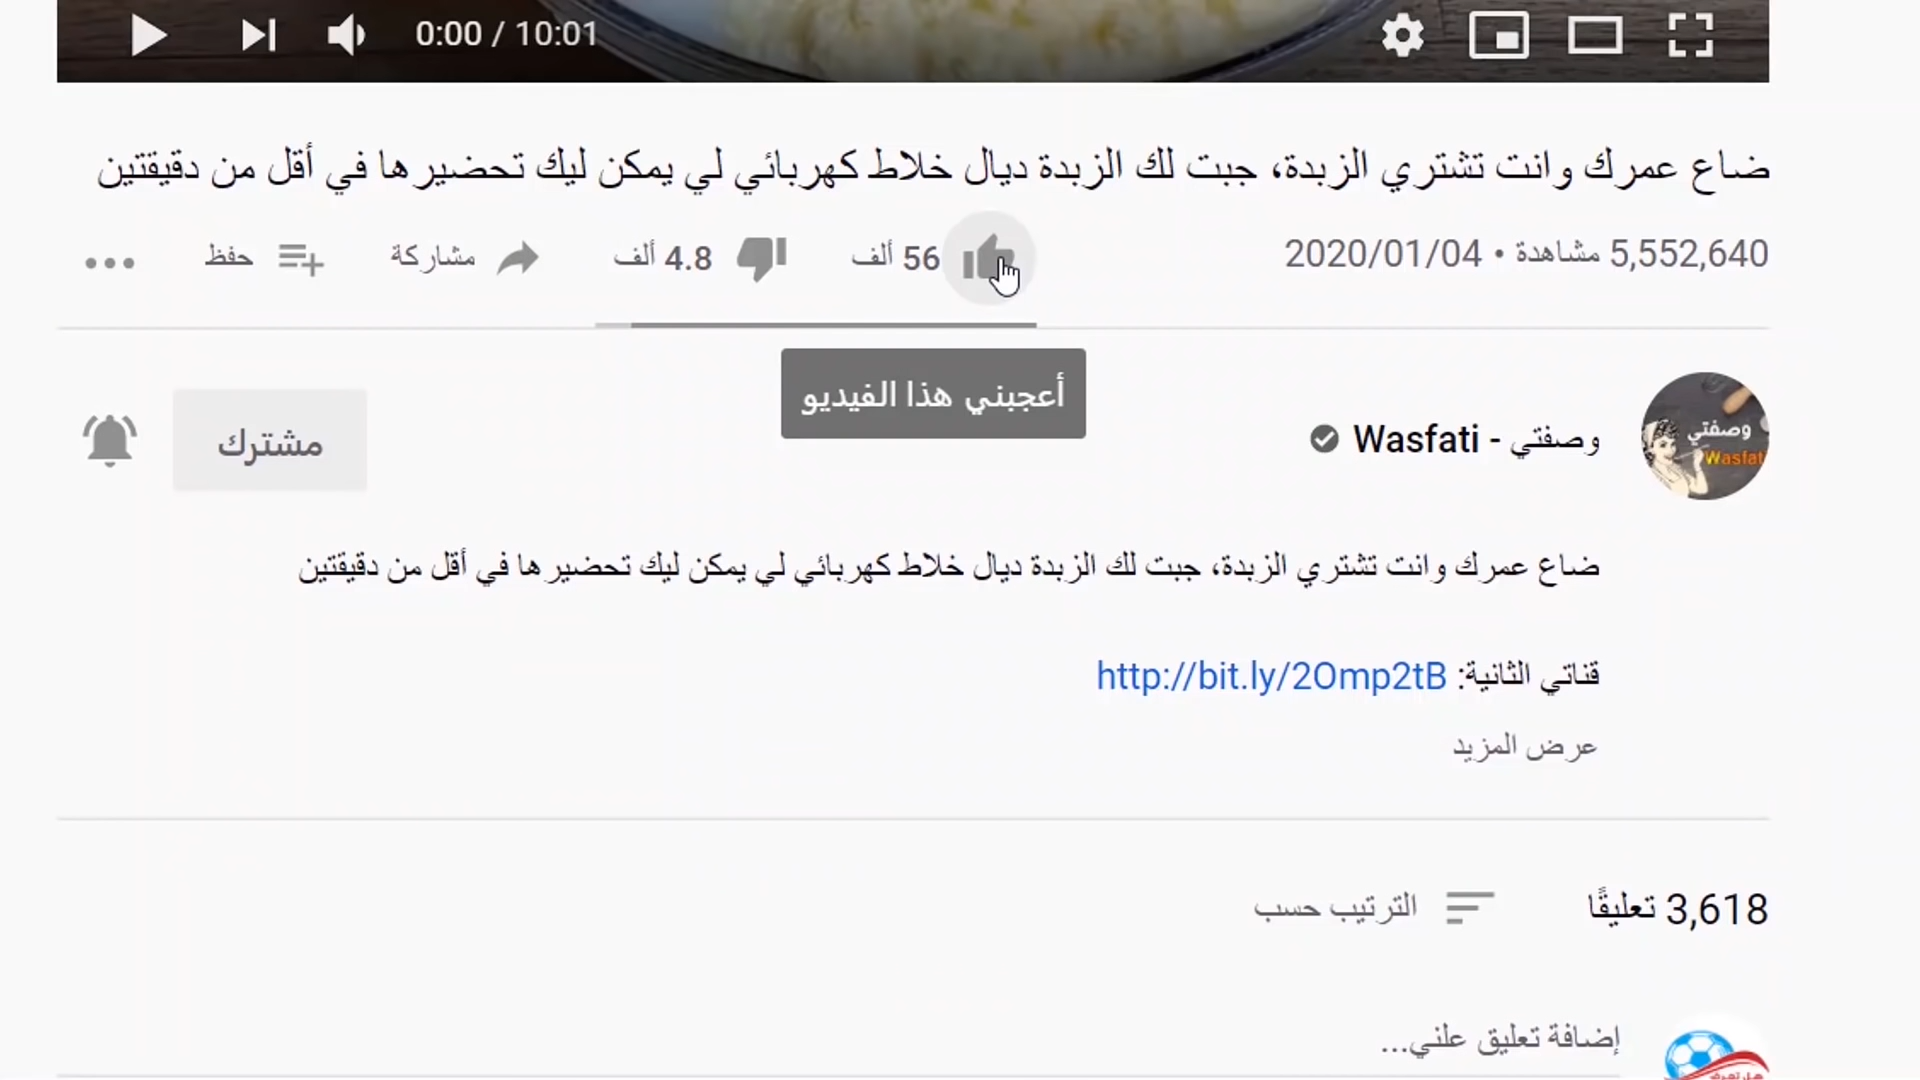 0:00 / 10:01
ضاع عمرك وانت تشتري الزبدة، جبت لك الزبدة ديال خلاط كهربائي لي يمكن ليك تحضيرها في أقل من دقيقتين
5,552,640 مشاهدة • 2020/01/04
56 ألف
4.8 ألف
مشاركة
حفظ
أعجبني هذا الفيديو
وصفتي
Wasfati
وصفتي - Wasfati
مشترك
ضاع عمرك وانت تشتري الزبدة، جبت لك الزبدة ديال خلاط كهربائي لي يمكن ليك تحضيرها في أقل من دقيقتين
قناتي الثانية: http://bit.ly/2Omp2tB
عرض المزيد
3,618 تعليقًا
الترتيب حسب
إضافة تعليق علني...